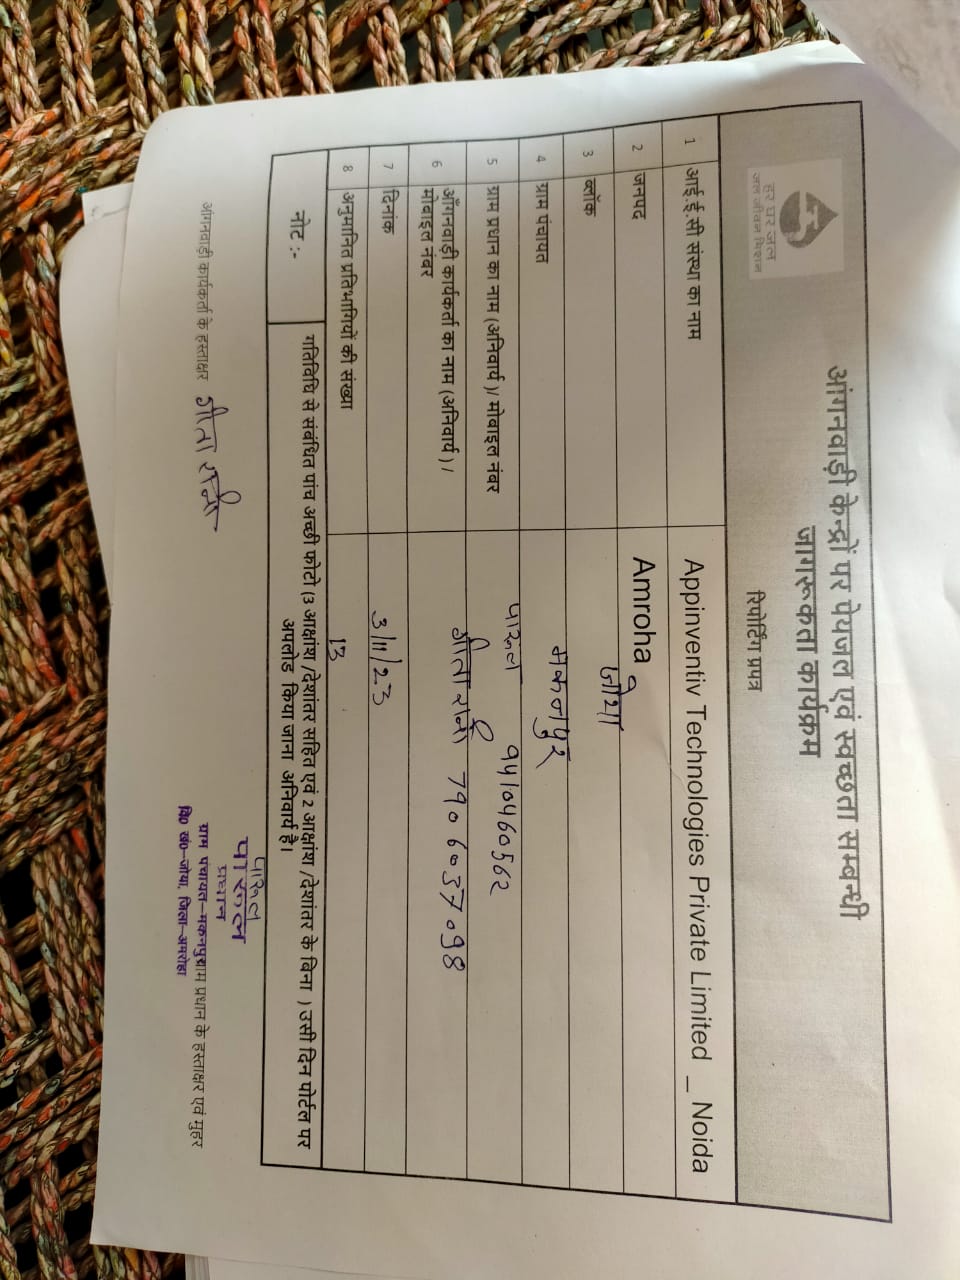 हर घर जल
जल जीवन मिशन
आंगनवाड़ी केन्द्रों पर पेयजल एवं स्वच्छता सम्बन्धी
जागरूकता कार्यक्रम
रिपोर्टिंग प्रपत्र
1 आई.ई.सी संस्था का नाम Appinventiv Technologies Private Limited _ Noida
2 जनपद Amroha
3 ब्लॉक जोया
4 ग्राम पंचायत मकनपुर
5 ग्राम प्रधान का नाम (अनिवार्य )/ मोबाइल नंबर पारुल 9410460562
6 आँगनवाड़ी कार्यकर्ता का नाम (अनिवार्य ) /
मोबाइल नंबर गीता रानी 7906037098
7 दिनांक 3/11/23
8 अनुमानित प्रतिभागियों की संख्या 13
नोट :- गतिविधि से संबंधित पांच अच्छी फोटो (3 आक्षांश /देशांतर सहित एवं 2 आक्षांश /देशांतर के बिना ) उसी दिन पोर्टल पर
अपलोड किया जाना अनिवार्य है।
आंगनवाड़ी कार्यकर्ता के हस्ताक्षर गीता रानी
पारुल
पारुल
प्रधान
ग्राम पंचायत-मकनपुर
ग्राम प्रधान के हस्ताक्षर एवं मुहर
वि0 खं0-जोया, जिला-अमरोहा